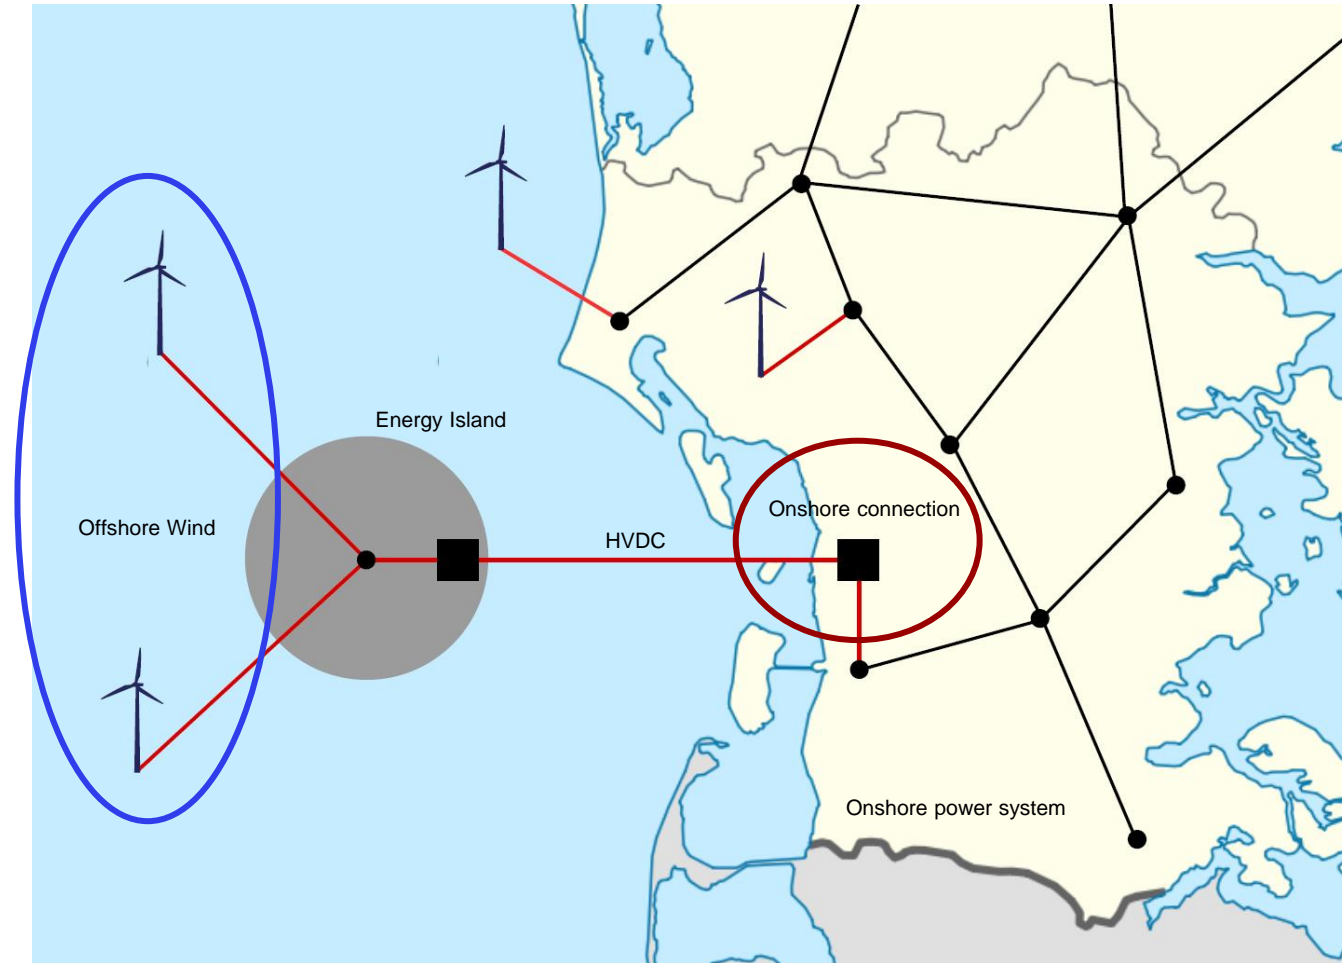 Energy Island
Onshore connection
Offshore Wind
HVDC
Onshore power system